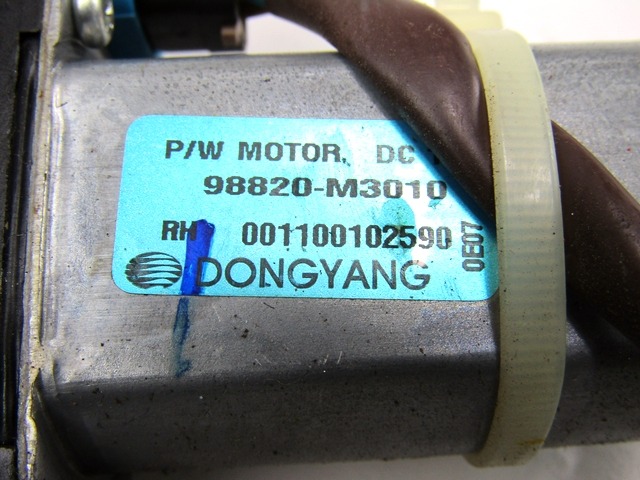 P/W MOTOR, DC
98820-M3010
RH 001100102590
0E07
DONGYANG